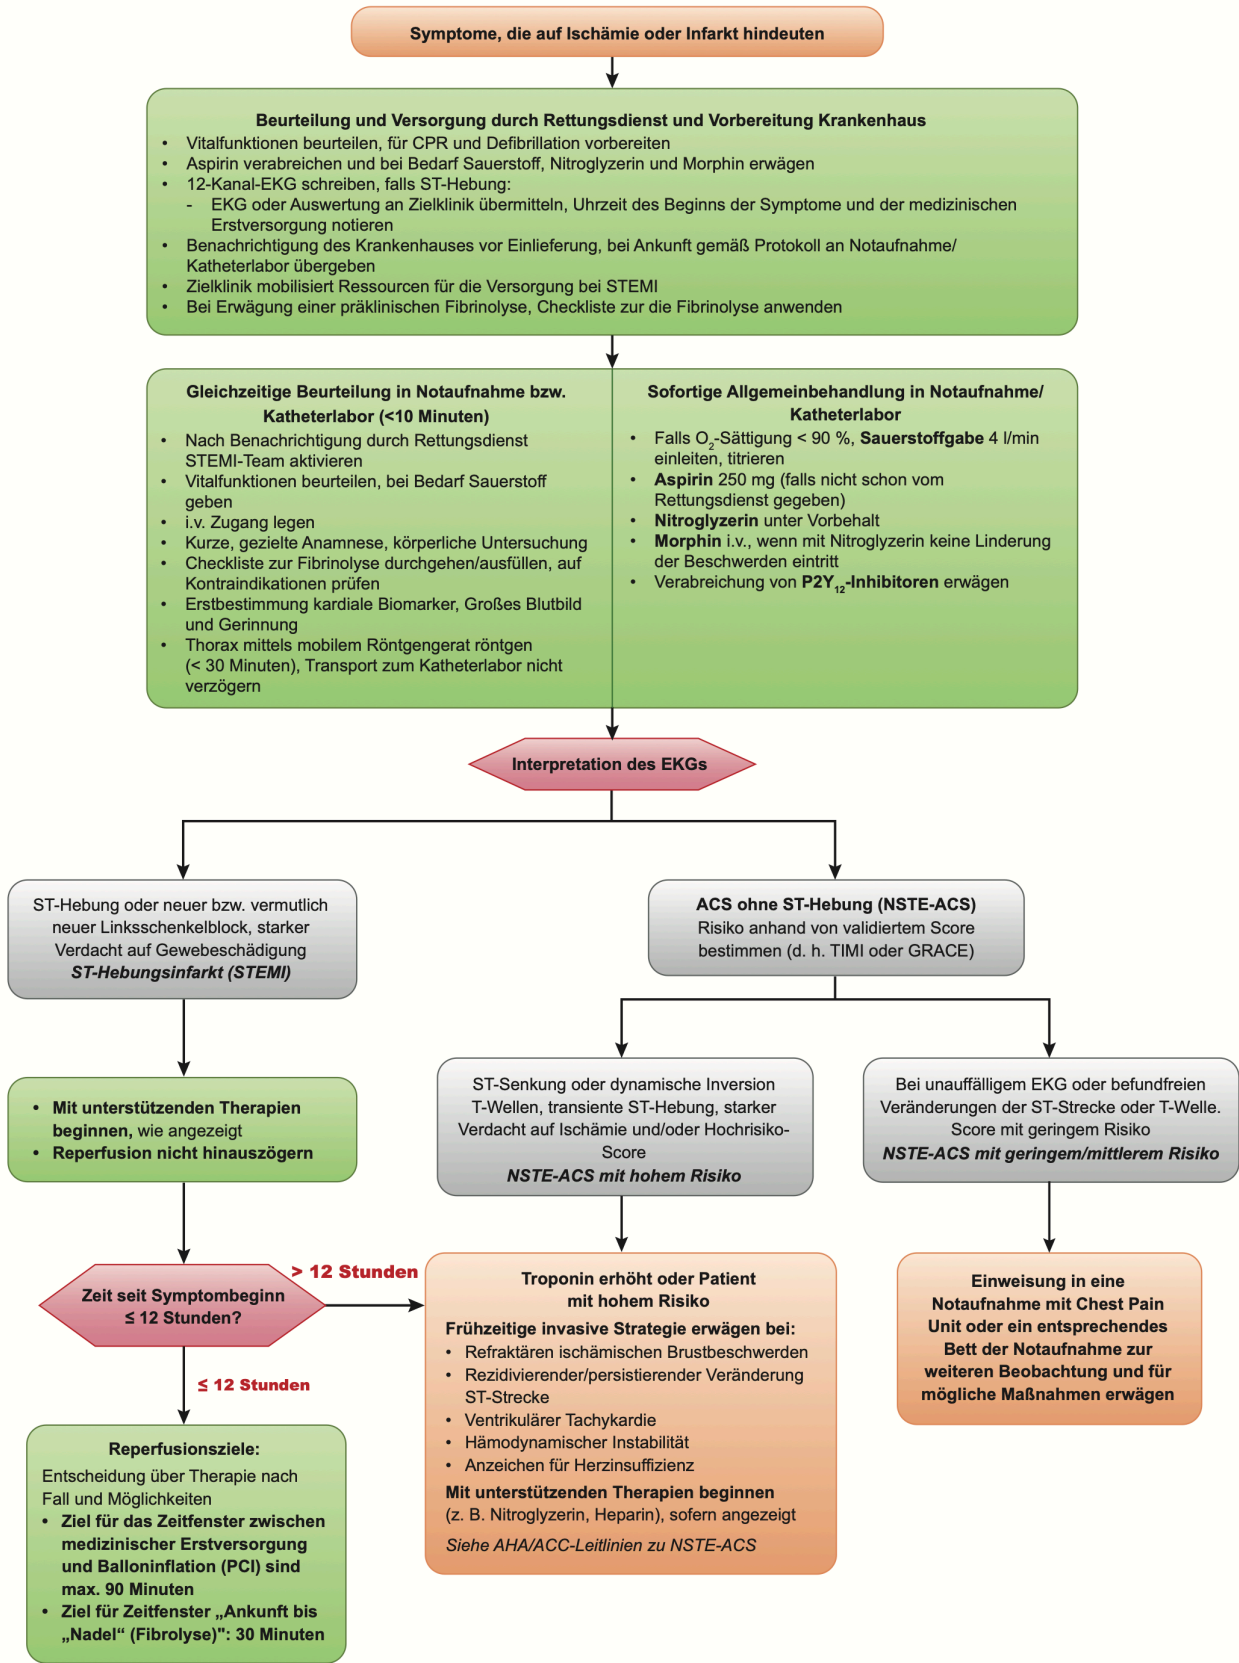 Symptome, die auf Ischämie oder Infarkt hindeuten
Beurteilung und Versorgung durch Rettungsdienst und Vorbereitung Krankenhaus
• Vitalfunktionen beurteilen, für CPR und Defibrillation vorbereiten
• Aspirin verabreichen und bei Bedarf Sauerstoff, Nitroglyzerin und Morphin erwägen
• 12-Kanal-EKG schreiben, falls ST-Hebung:
- EKG oder Auswertung an Zielklinik übermitteln, Uhrzeit des Beginns der Symptome und der medizinischen
Erstversorgung notieren
• Benachrichtigung des Krankenhauses vor Einlieferung, bei Ankunft gemäß Protokoll an Notaufnahme/
Katheterlabor übergeben
• Zielklinik mobilisiert Ressourcen für die Versorgung bei STEMI
• Bei Erwägung einer präklinischen Fibrinolyse, Checkliste zur die Fibrinolyse anwenden
Gleichzeitige Beurteilung in Notaufnahme bzw.
Katheterlabor (<10 Minuten)
• Nach Benachrichtigung durch Rettungsdienst
STEMI-Team aktivieren
• Vitalfunktionen beurteilen, bei Bedarf Sauerstoff
geben
• i.v. Zugang legen
• Kurze, gezielte Anamnese, körperliche Untersuchung
• Checkliste zur Fibrinolyse durchgehen/ausfüllen, auf
Kontraindikationen prüfen
• Erstbestimmung kardiale Biomarker, Großes Blutbild
und Gerinnung
• Thorax mittels mobilem Röntgengerat röntgen
(< 30 Minuten), Transport zum Katheterlabor nicht
verzögern
Sofortige Allgemeinbehandlung in Notaufnahme/
Katheterlabor
• Falls O₂-Sättigung < 90 %, Sauerstoffgabe 4 l/min
einleiten, titrieren
• Aspirin 250 mg (falls nicht schon vom
Rettungsdienst gegeben)
• Nitroglyzerin unter Vorbehalt
• Morphin i.v., wenn mit Nitroglyzerin keine Linderung
der Beschwerden eintritt
• Verabreichung von P2Y₁₂-Inhibitoren erwägen
Interpretation des EKGs
ST-Hebung oder neuer bzw. vermutlich
neuer Linksschenkelblock, starker
Verdacht auf Gewebeschädigung
ST-Hebungsinfarkt (STEMI)
ACS ohne ST-Hebung (NSTE-ACS)
Risiko anhand von validiertem Score
bestimmen (d. h. TIMI oder GRACE)
• Mit unterstützenden Therapien
beginnen, wie angezeigt
• Reperfusion nicht hinauszögern
ST-Senkung oder dynamische Inversion
T-Wellen, transiente ST-Hebung, starker
Verdacht auf Ischämie und/oder Hochrisiko-
Score
NSTE-ACS mit hohem Risiko
Bei unauffälligem EKG oder befundfreien
Veränderungen der ST-Strecke oder T-Welle.
Score mit geringem Risiko
NSTE-ACS mit geringem/mittlerem Risiko
Zeit seit Symptombeginn
≤ 12 Stunden?
> 12 Stunden
≤ 12 Stunden
Reperfusionsziele:
Entscheidung über Therapie nach
Fall und Möglichkeiten
• Ziel für das Zeitfenster zwischen
medizinischer Erstversorgung
und Balloninflation (PCI) sind
max. 90 Minuten
• Ziel für Zeitfenster „Ankunft bis
„Nadel“ (Fibrolyse)": 30 Minuten
Troponin erhöht oder Patient
mit hohem Risiko
Frühzeitige invasive Strategie erwägen bei:
• Refraktären ischämischen Brustbeschwerden
• Rezidivierender/persistierender Veränderung
ST-Strecke
• Ventrikulärer Tachykardie
• Hämodynamischer Instabilität
• Anzeichen für Herzinsuffizienz
Mit unterstützenden Therapien beginnen
(z. B. Nitroglyzerin, Heparin), sofern angezeigt
Siehe AHA/ACC-Leitlinien zu NSTE-ACS
Einweisung in eine
Notaufnahme mit Chest Pain
Unit oder ein entsprechendes
Bett der Notaufnahme zur
weiteren Beobachtung und für
mögliche Maßnahmen erwägen